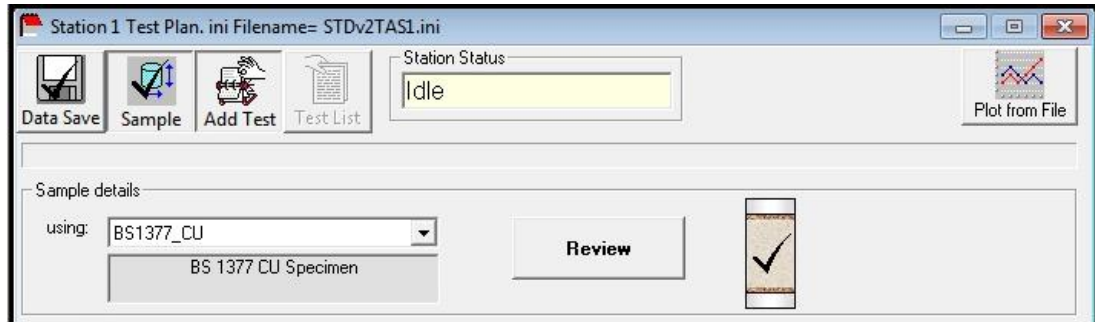 Station 1 Test Plan. ini Filename= STDv2TAS1.ini
Data Save
Sample
Add Test
Test List
Station Status
Idle
Plot from File
Sample details
using:
BS1377_CU
BS 1377 CU Specimen
Review